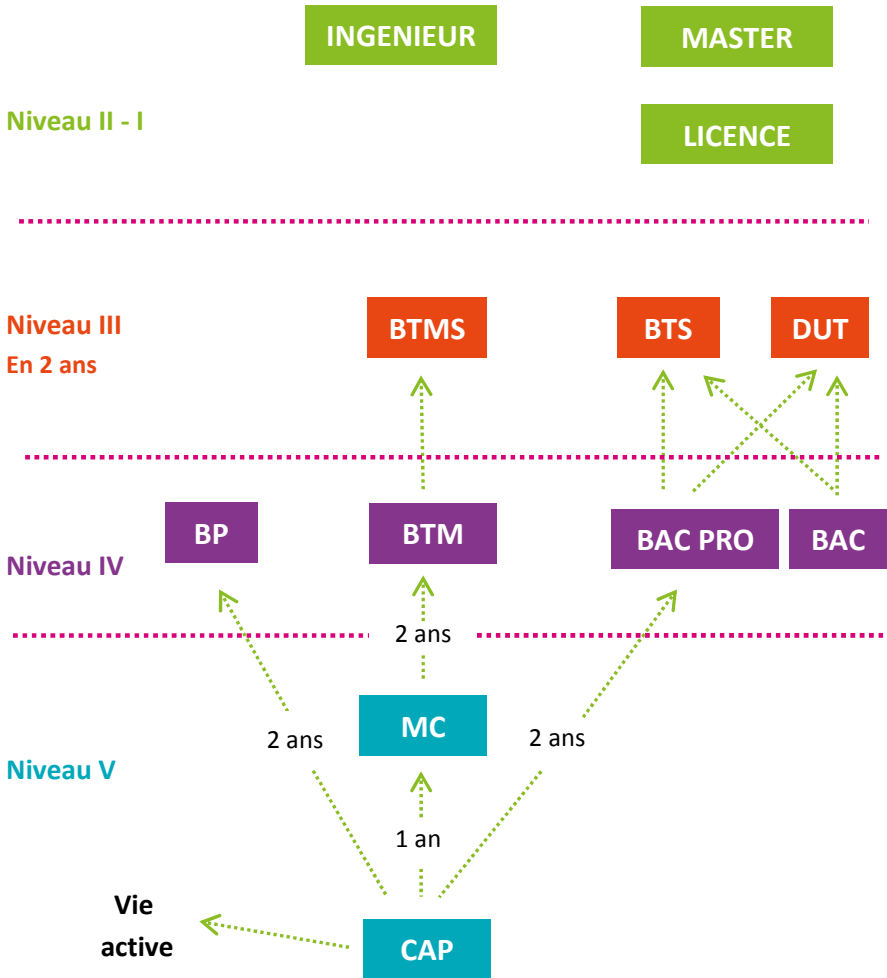 INGENIEUR
MASTER
Niveau II - I
LICENCE
Niveau III
En 2 ans
BTMS
BTS
DUT
BP
BTM
BAC PRO
BAC
Niveau IV
2 ans
MC
2 ans
2 ans
Niveau V
1 an
Vie
active
CAP